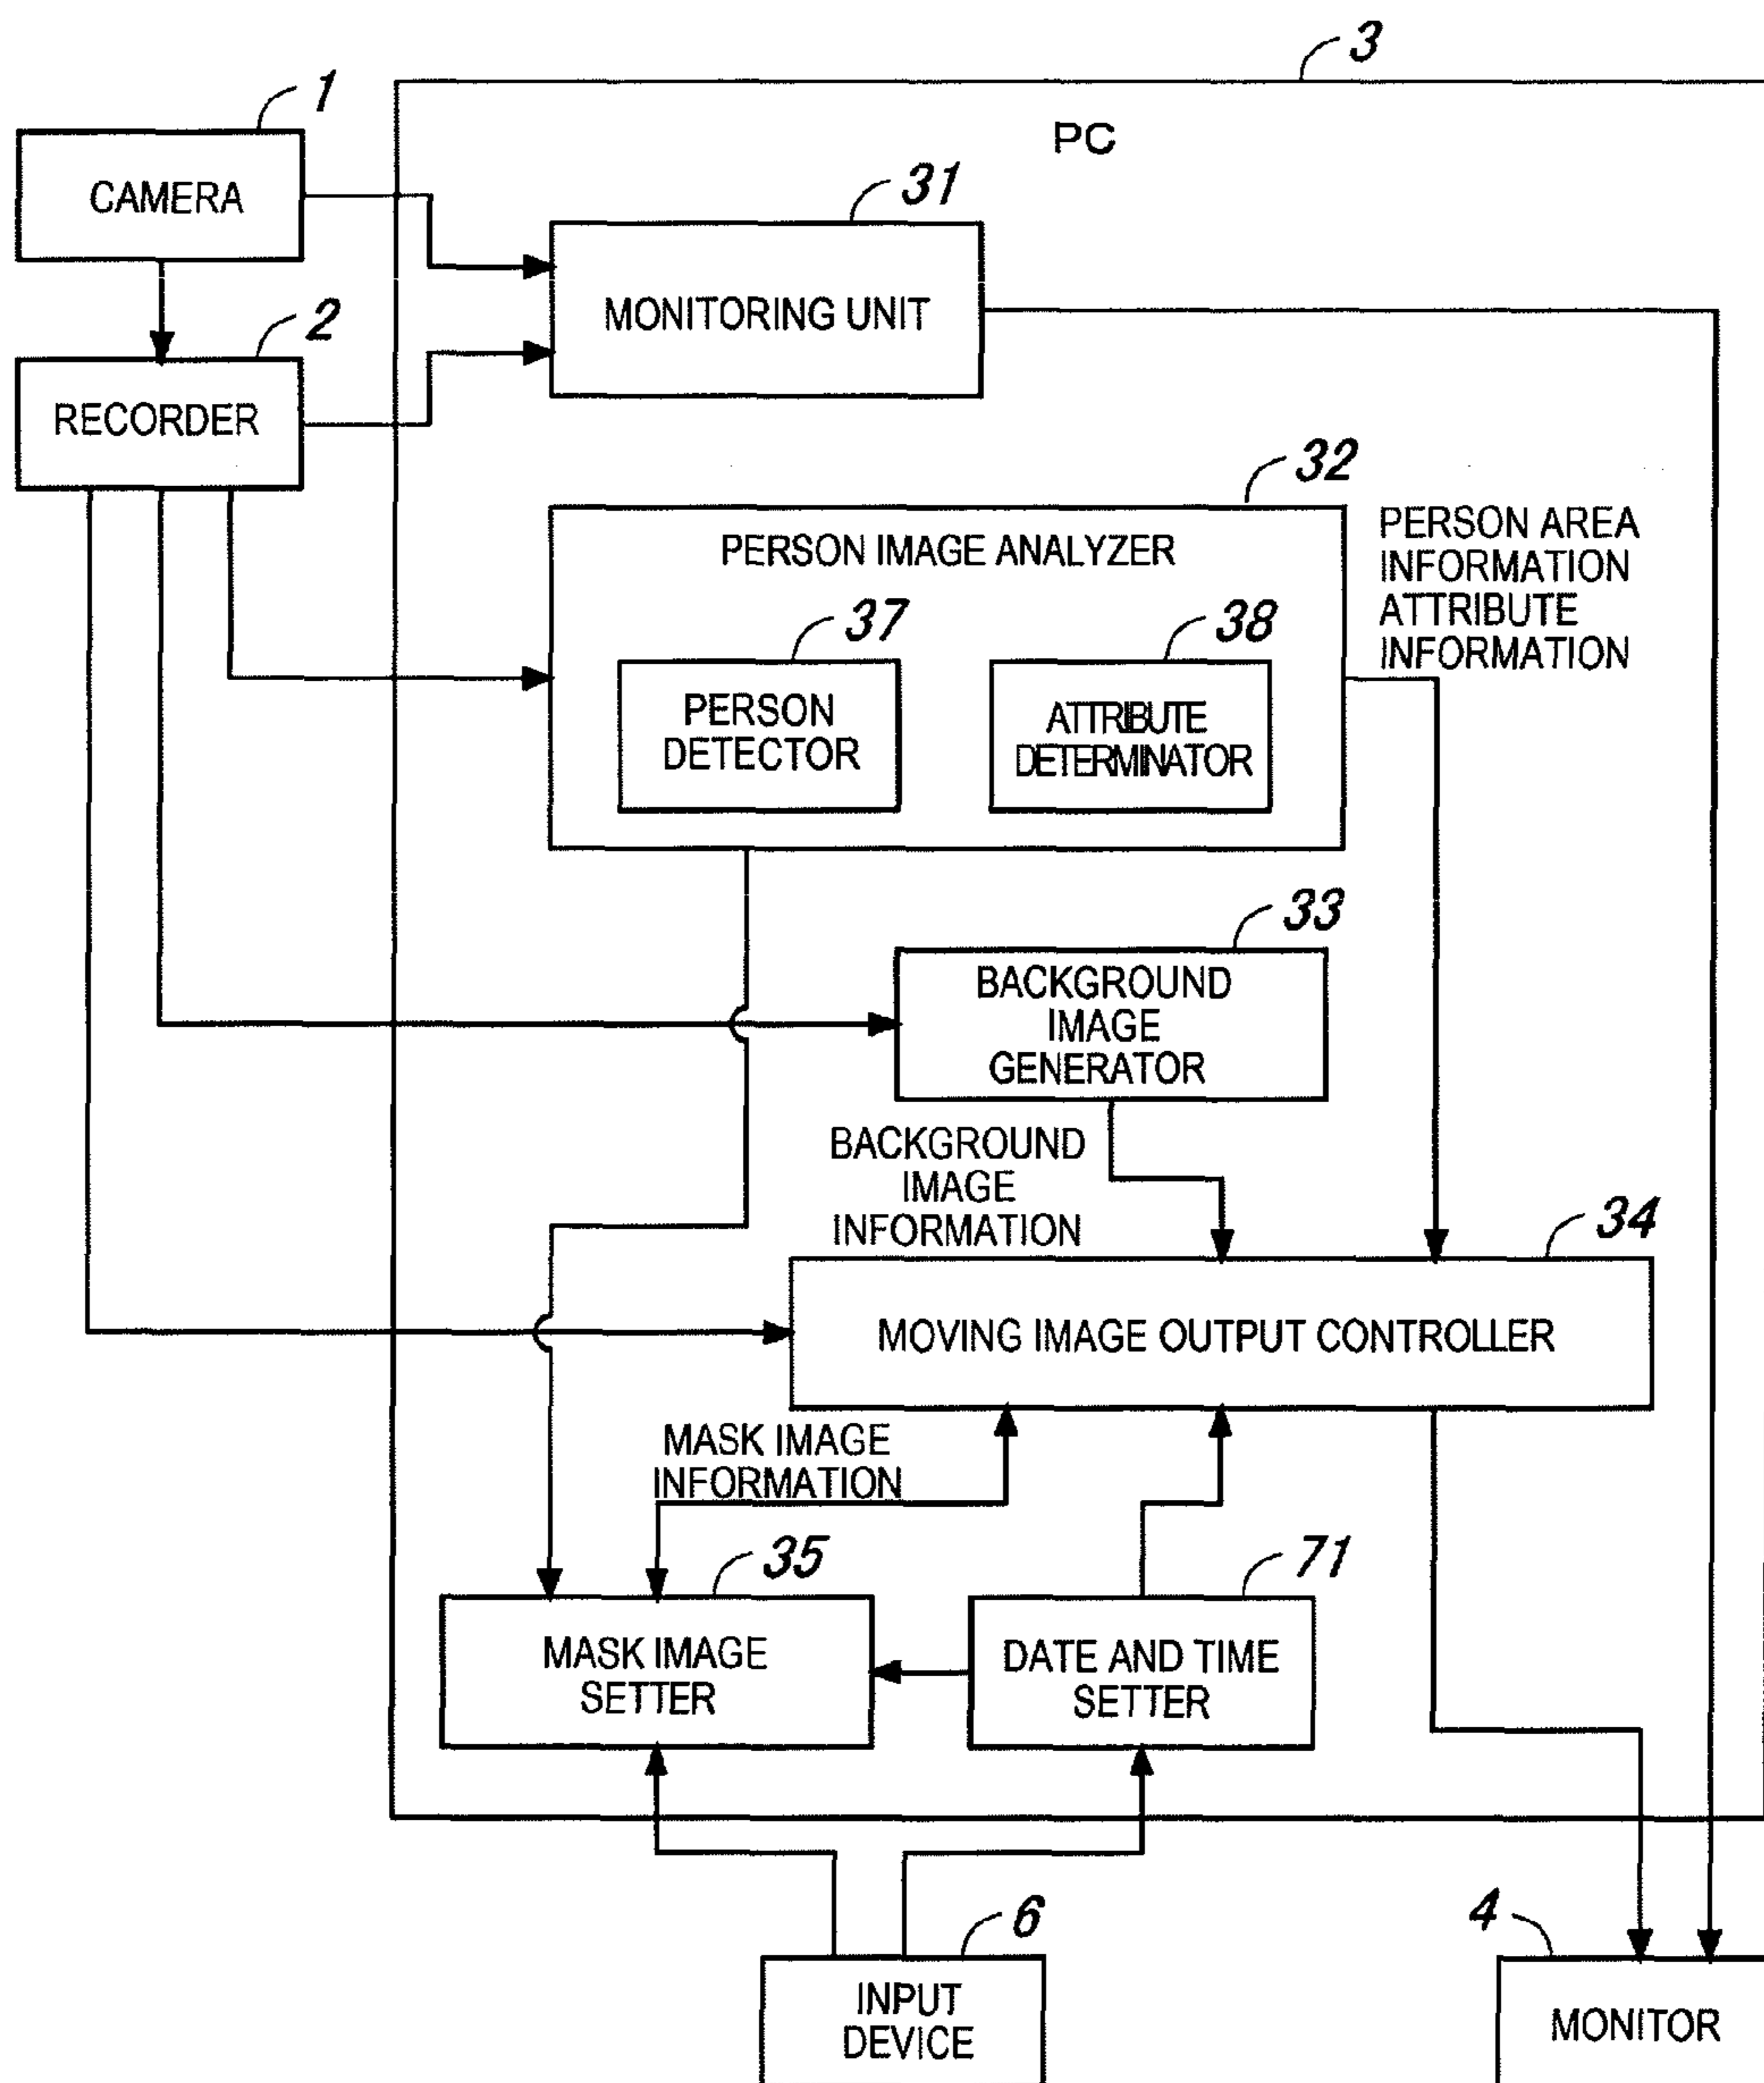 3
1
PC
CAMERA
31
MONITORING UNIT
2
RECORDER
32
PERSON IMAGE ANALYZER
PERSON AREA
INFORMATION
ATTRIBUTE
INFORMATION
37
38
PERSON
DETECTOR
ATTRIBUTE
DETERMINATOR
33
BACKGROUND
IMAGE
GENERATOR
BACKGROUND
IMAGE
INFORMATION
34
MOVING IMAGE OUTPUT CONTROLLER
MASK IMAGE
INFORMATION
35
71
MASK IMAGE
SETTER
DATE AND TIME
SETTER
6
4
INPUT
DEVICE
MONITOR